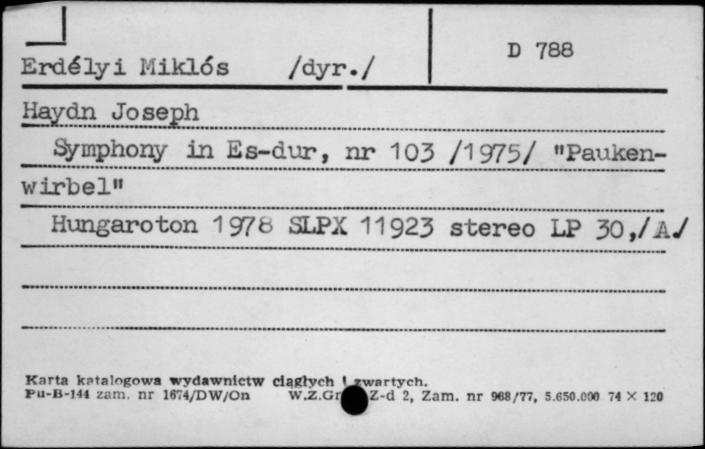 D 788
Erdélyi Miklós /dyr./
Haydn Joseph
Symphony in Es-dur, nr 103 /1975/ "Pauken-
wirbel"
Hungaroton 1978 SLPX 11923 stereo LP 30,/A/
Karta katalogowa wydawnictw ciągłych i zwartych.
Pu-B-144 zam. nr 1674/DW/On W.Z.Gr Z-d 2, Zam. nr 968/77, 5.650.000 74 × 120